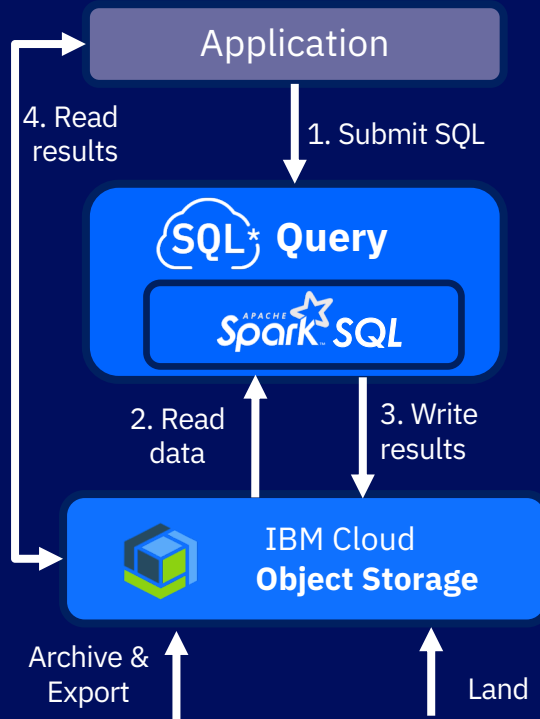 Application
4. Read
results
1. Submit SQL
SQL* Query
APACHE
Spark™ SQL
2. Read
data
3. Write
results
IBM Cloud
Object Storage
Archive &
Export
Land